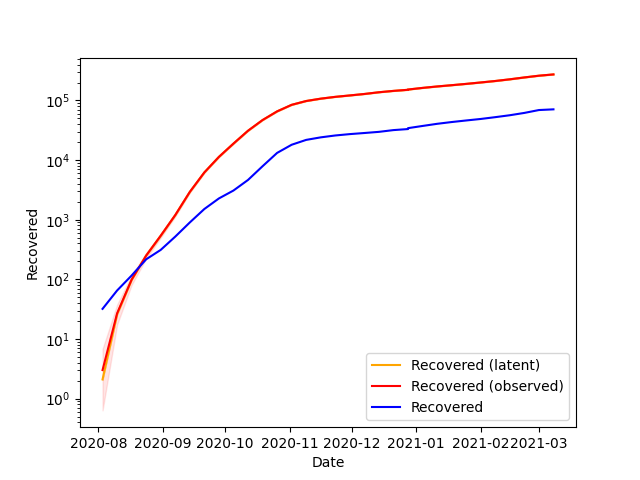 Recovered
10^5
10^4
10^3
10^2
10^1
10^0
Recovered (latent)
Recovered (observed)
Recovered
2020-08 2020-09 2020-10 2020-11 2020-12 2021-01 2021-02 2021-03
Date